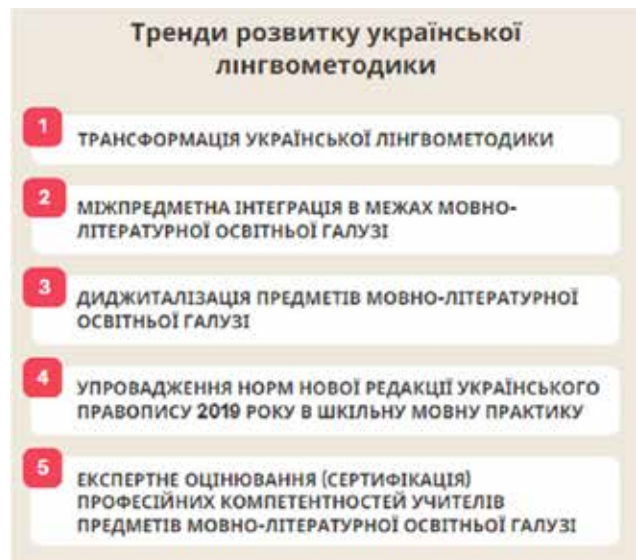 Тренди розвитку української
лінгвометодики
1
ТРАНСФОРМАЦІЯ УКРАЇНСЬКОЇ ЛІНГВОМЕТОДИКИ
2
МІЖПРЕДМЕТНА ІНТЕГРАЦІЯ В МЕЖАХ МОВНО-
ЛІТЕРАТУРНОЇ ОСВІТНЬОЇ ГАЛУЗІ
3
ДИДЖИТАЛІЗАЦІЯ ПРЕДМЕТІВ МОВНО-ЛІТЕРАТУРНОЇ
ОСВІТНЬОЇ ГАЛУЗІ
4
УПРОВАДЖЕННЯ НОРМ НОВОЇ РЕДАКЦІЇ УКРАЇНСЬКОГО
ПРАВОПИСУ 2019 РОКУ В ШКІЛЬНУ МОВНУ ПРАКТИКУ
5
ЕКСПЕРТНЕ ОЦІНЮВАННЯ (СЕРТИФІКАЦІЯ)
ПРОФЕСІЙНИХ КОМПЕТЕНТНОСТЕЙ УЧИТЕЛІВ
ПРЕДМЕТІВ МОВНО-ЛІТЕРАТУРНОЇ ОСВІТНЬОЇ ГАЛУЗІ